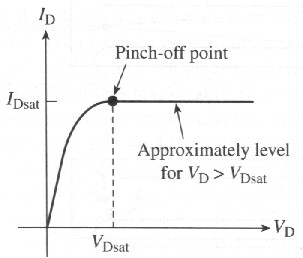 I_D
Pinch-off point
I_Dsat
Approximately level
for V_D > V_Dsat
V_D
V_Dsat